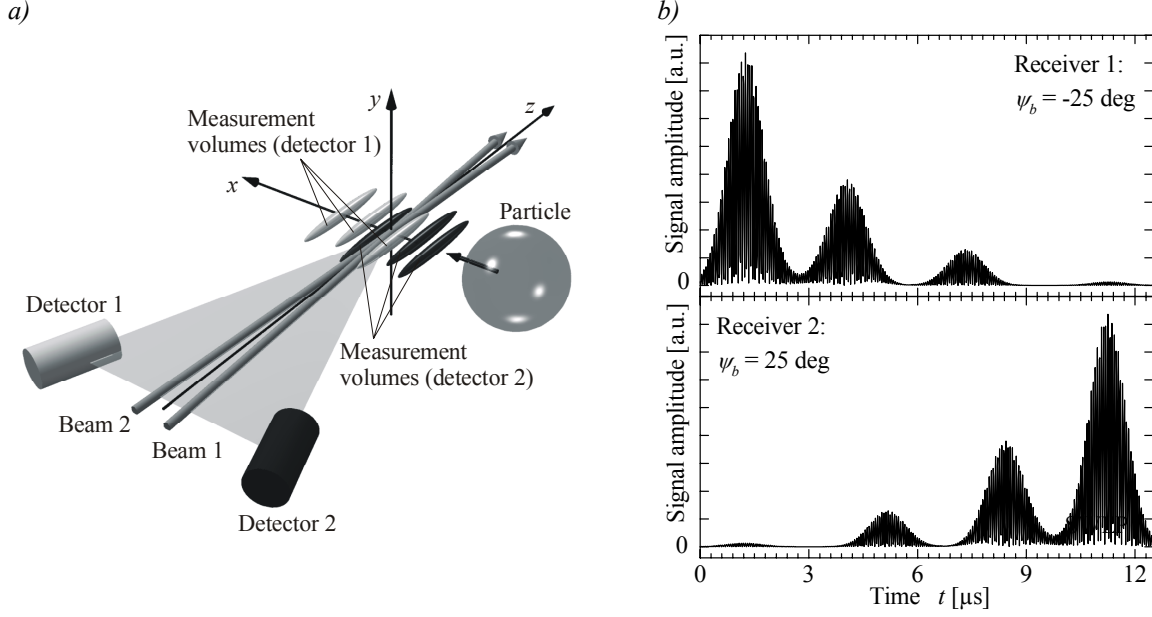 a)
y
z
Measurement
volumes (detector 1)
x
Particle
Detector 1
Measurement
volumes (detector 2)
Beam 2
Beam 1
Detector 2
b)
Signal amplitude [a.u.]
Receiver 1:
ψb = -25 deg
0
Signal amplitude [a.u.]
Receiver 2:
ψb = 25 deg
0
0 3 6 9 12
Time t [µs]